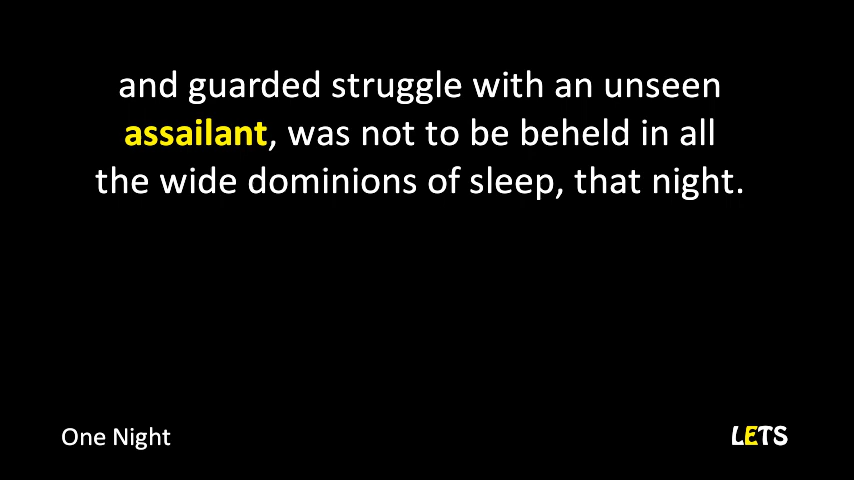 and guarded struggle with an unseen
assailant, was not to be beheld in all
the wide dominions of sleep, that night.
One Night
LETS